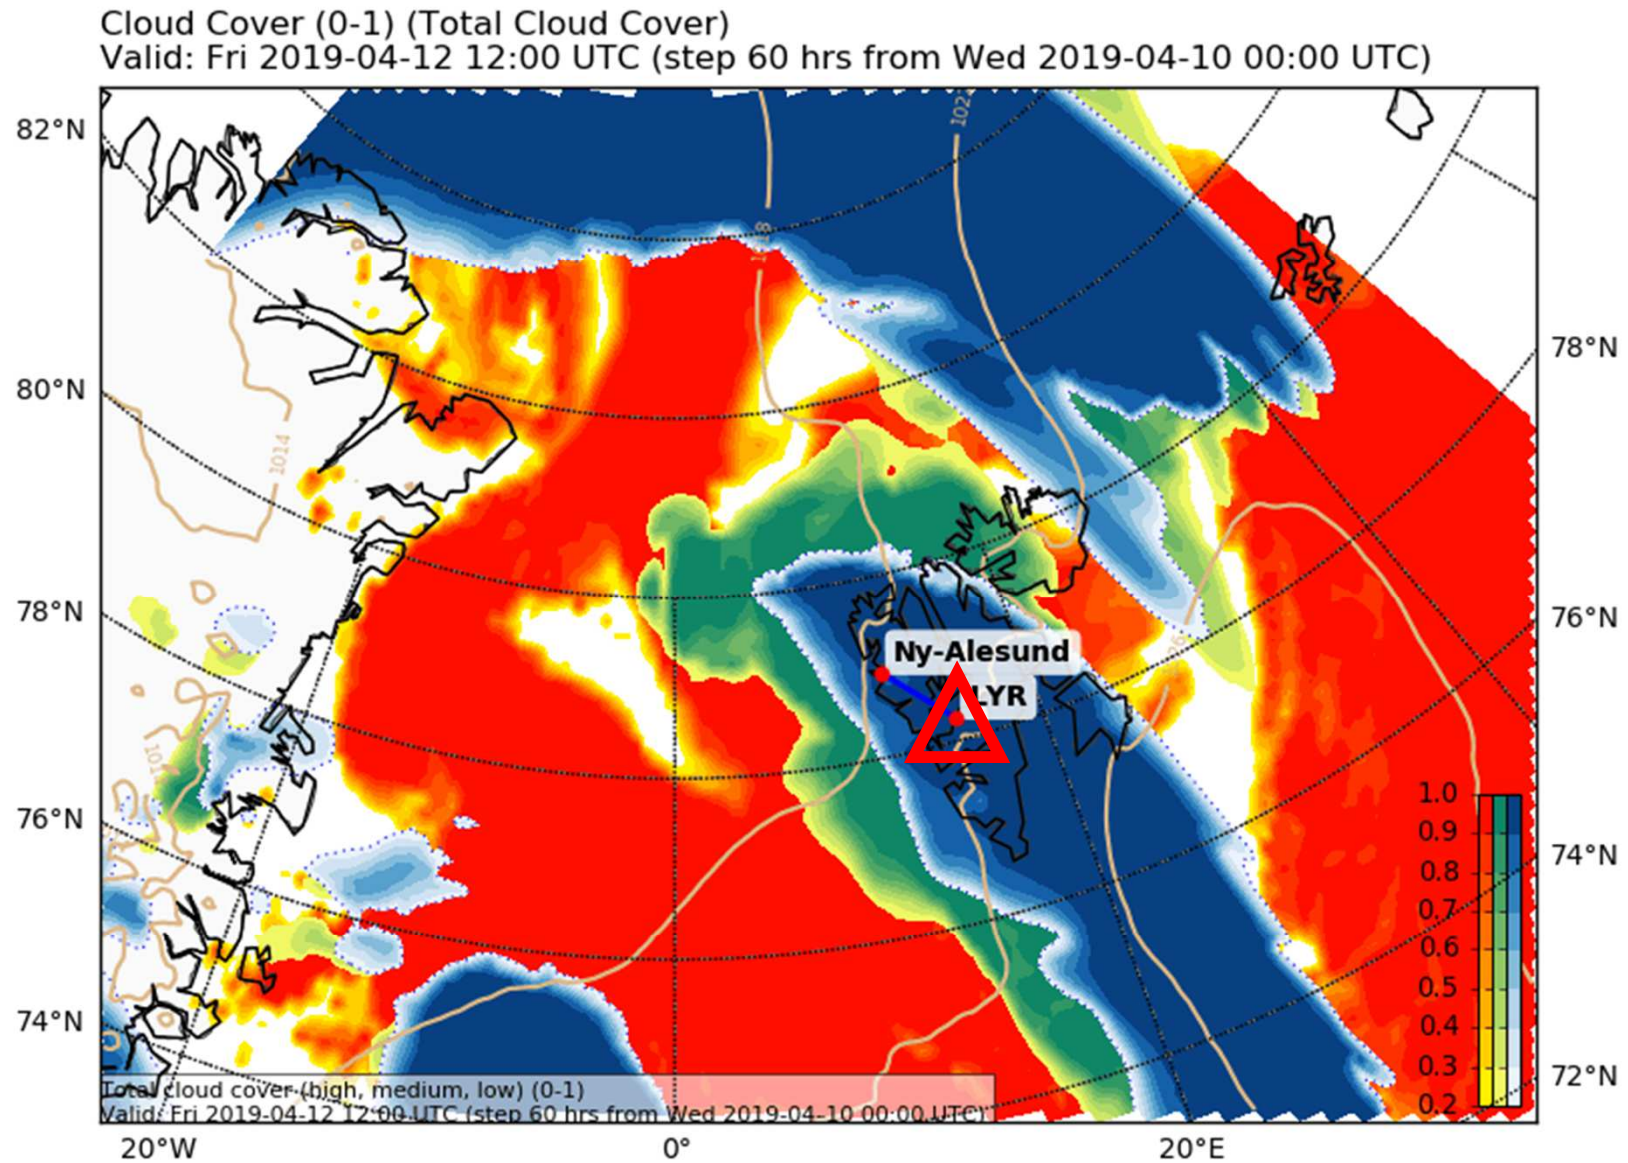 Cloud Cover (0-1) (Total Cloud Cover)
Valid: Fri 2019-04-12 12:00 UTC (step 60 hrs from Wed 2019-04-10 00:00 UTC)
82°N
80°N
78°N
76°N
74°N
78°N
76°N
74°N
72°N
1018
1014
Ny-Alesund
LYR
1.0
0.9
0.8
0.7
0.6
0.5
0.4
0.3
0.2
Total cloud cover (high, medium, low) (0-1)
Valid: Fri 2019-04-12 12:00 UTC (step 60 hrs from Wed 2019-04-10 00:00 UTC)
20°W
0°
20°E